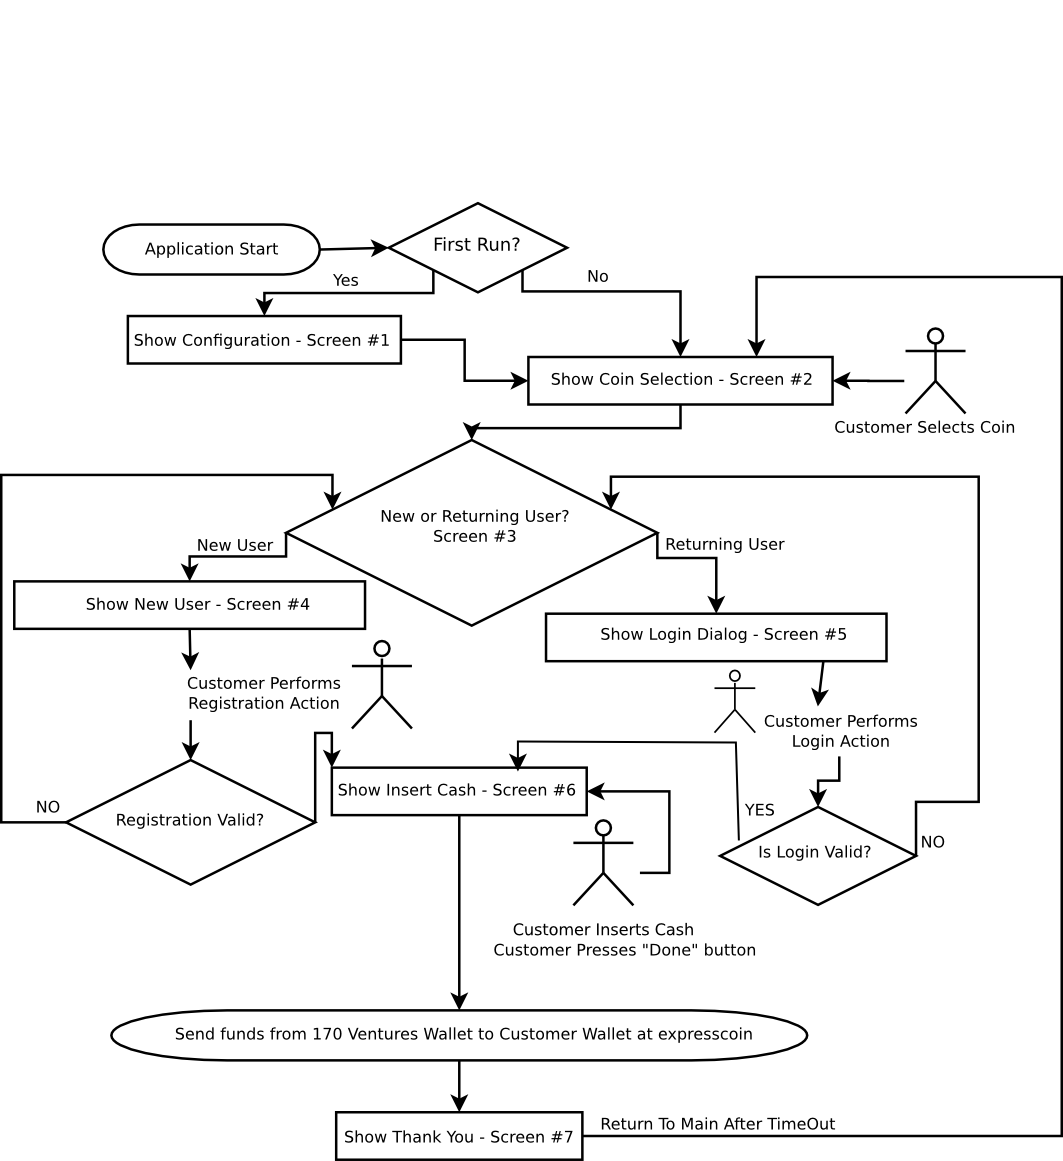 First Run?
Application Start
No
Yes
Show Configuration - Screen #1
Show Coin Selection - Screen #2
Customer Selects Coin
New or Returning User?
Screen #3
New User
Returning User
Show New User - Screen #4
Show Login Dialog - Screen #5
Customer Performs
Registration Action
Customer Performs
Login Action
Show Insert Cash - Screen #6
NO
YES
Registration Valid?
NO
Is Login Valid?
Customer Inserts Cash
Customer Presses "Done" button
Send funds from 170 Ventures Wallet to Customer Wallet at expresscoin
Return To Main After TimeOut
Show Thank You - Screen #7